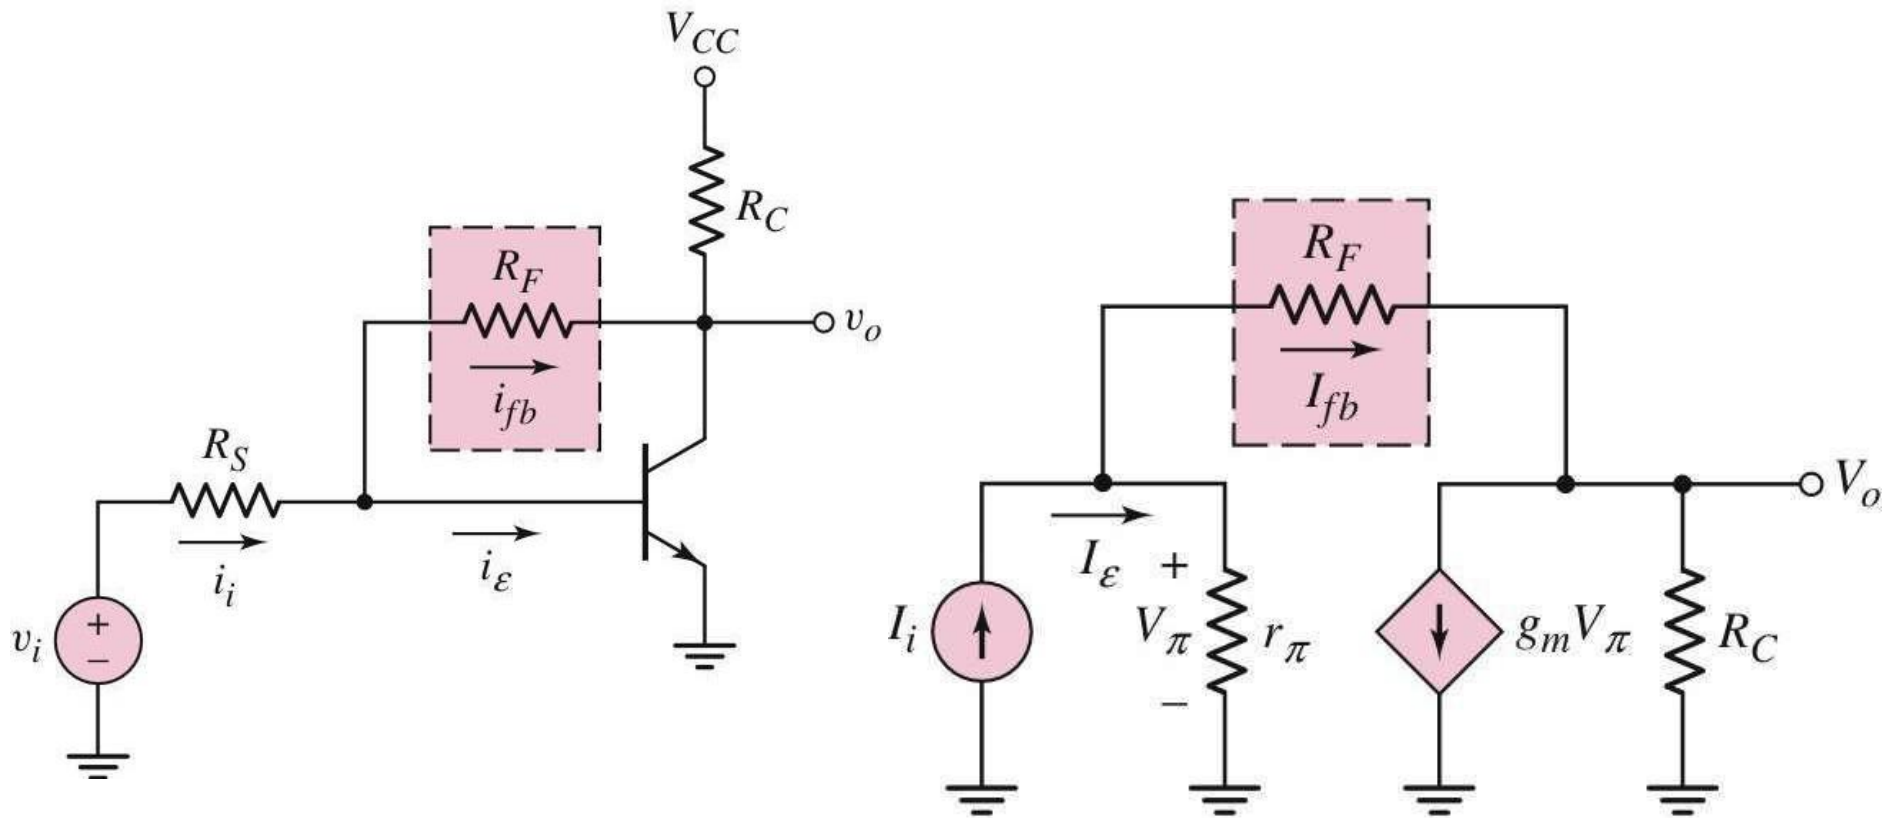 V_CC
R_C
R_F
i_fb
v_o
R_S
i_i
i_ε
v_i
+
−
R_F
I_fb
V_o
I_ε
+
I_i
V_π
r_π
−
g_mV_π
R_C